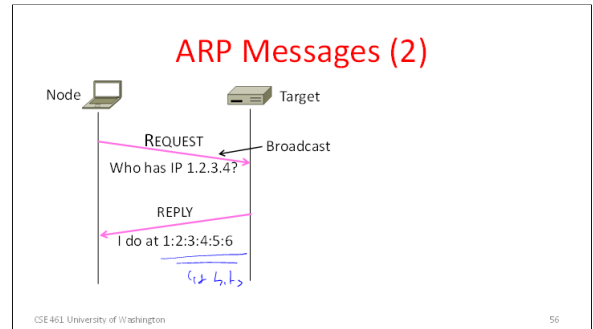 ARP Messages (2)
Node
Target
REQUEST
Broadcast
Who has IP 1.2.3.4?
REPLY
I do at 1:2:3:4:5:6
CSE 461 University of Washington
56